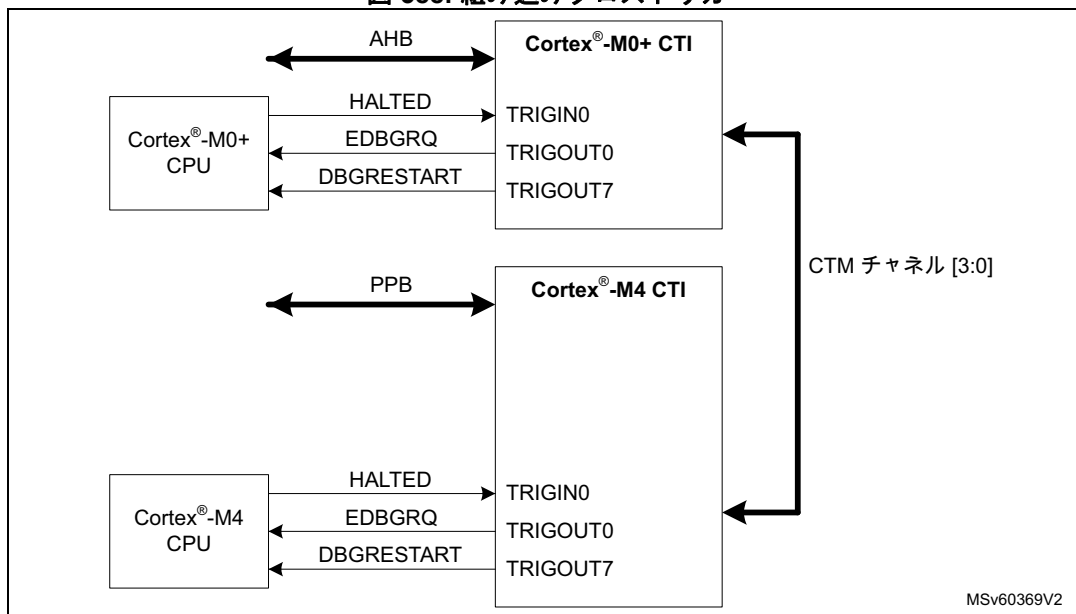 AHB
Cortex®-M0+ CTI
HALTED
TRIGIN0
Cortex®-M0+
CPU
EDBGRQ
TRIGOUT0
DBGRESTART
TRIGOUT7
CTM チャネル [3:0]
PPB
Cortex®-M4 CTI
HALTED
TRIGIN0
Cortex®-M4
CPU
EDBGRQ
TRIGOUT0
DBGRESTART
TRIGOUT7
MSv60369V2